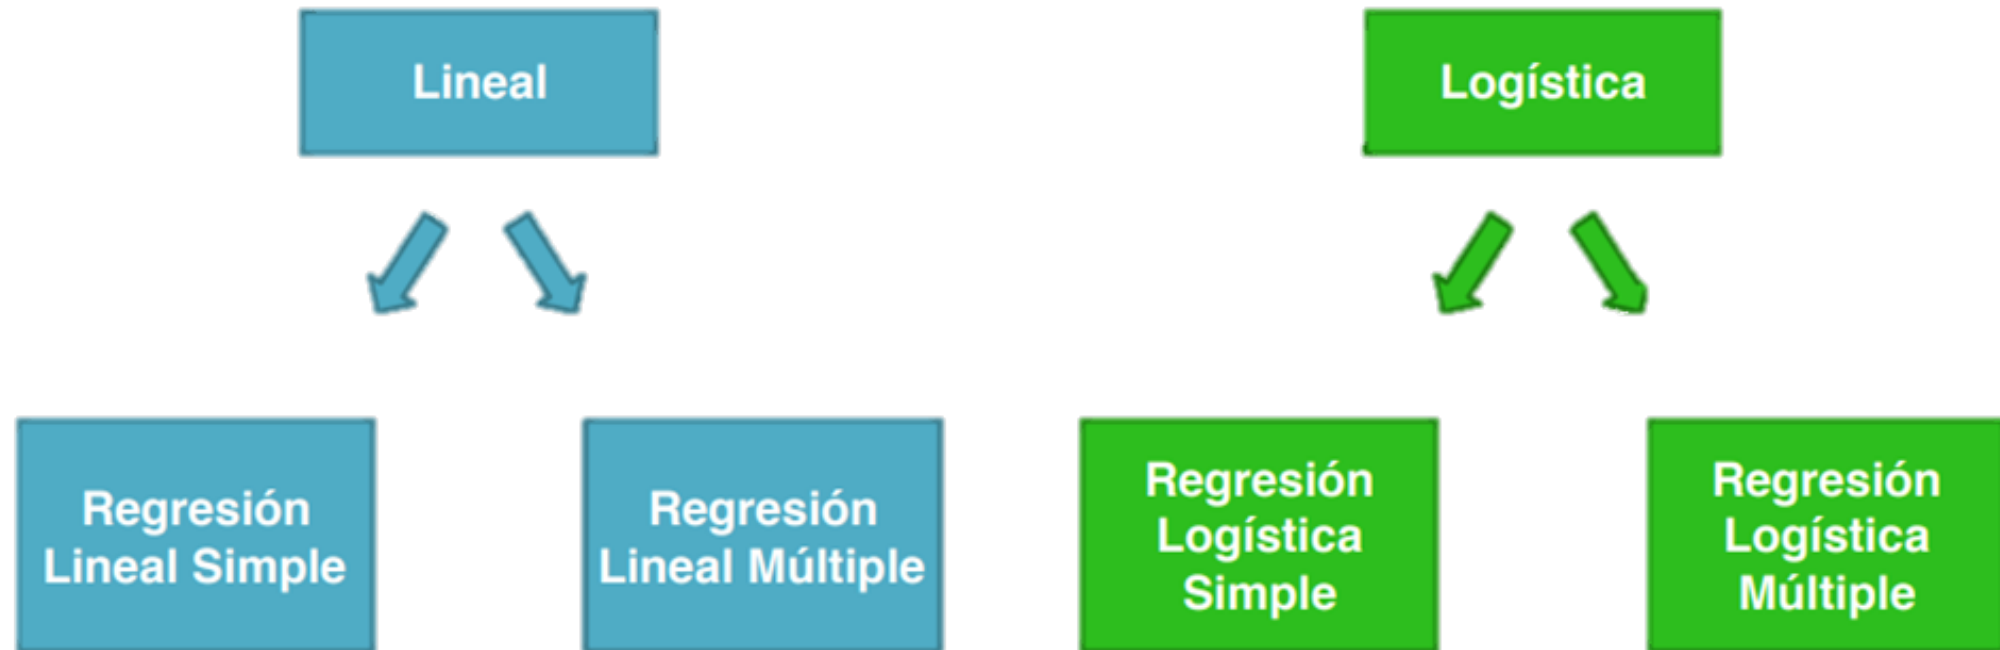 Lineal
Logística
Regresión
Lineal Simple
Regresión
Lineal Múltiple
Regresión
Logística
Simple
Regresión
Logística
Múltiple